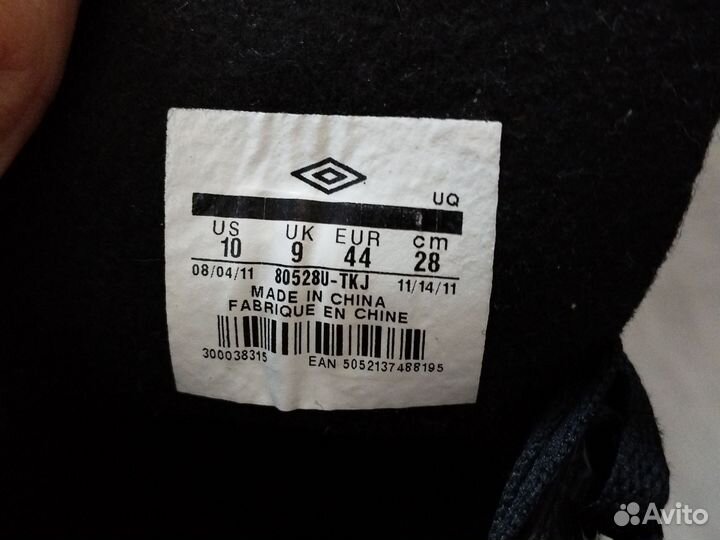 UQ
US UK EUR cm
10 9 44 28
08/04/11 80528U-TKJ 11/14/11
MADE IN CHINA
FABRIQUE EN CHINE
300038315 EAN 5052137488195
Avito